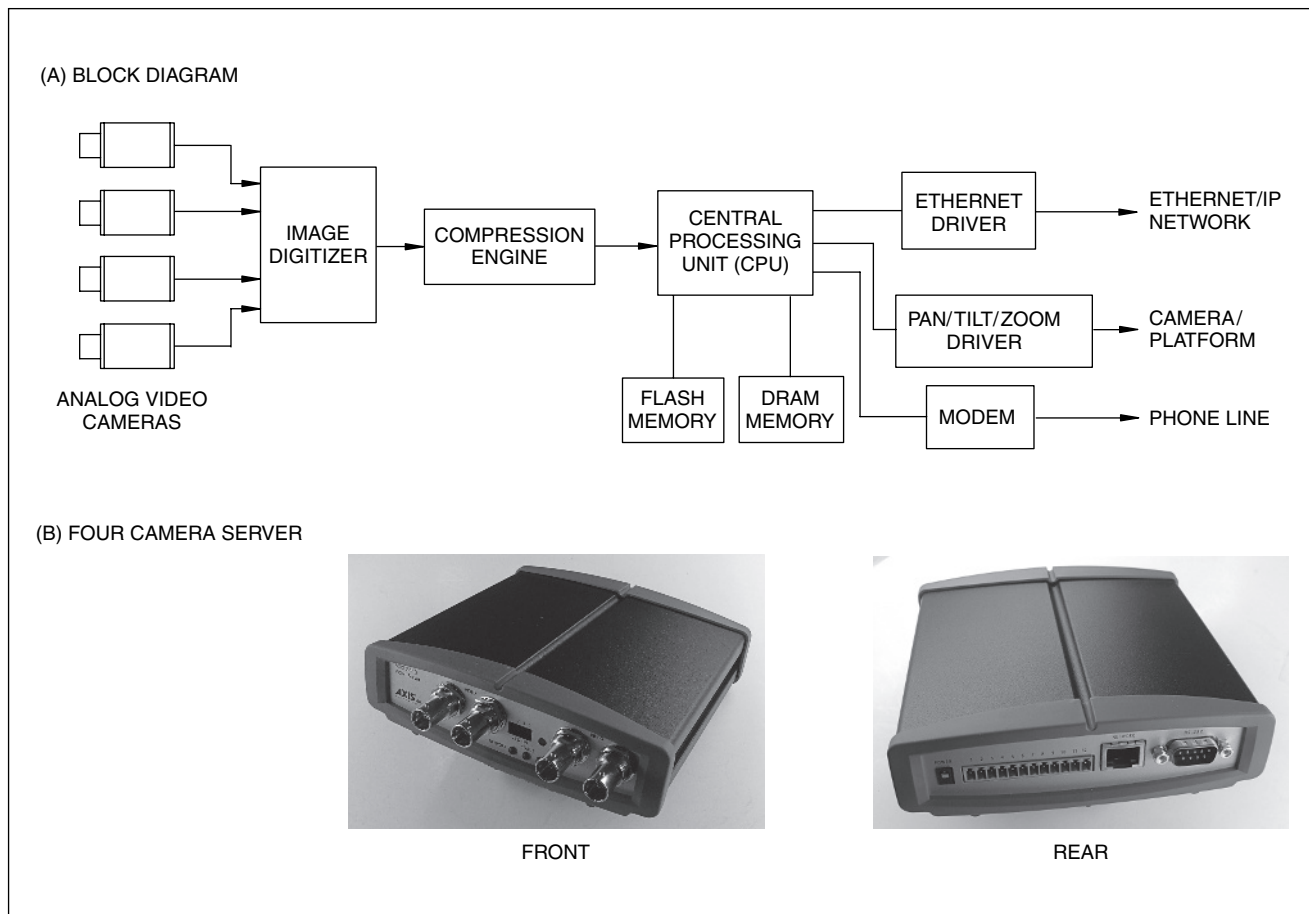 (A) BLOCK DIAGRAM
ANALOG VIDEO
CAMERAS
IMAGE
DIGITIZER
COMPRESSION
ENGINE
CENTRAL
PROCESSING
UNIT (CPU)
FLASH
MEMORY
DRAM
MEMORY
ETHERNET
DRIVER
ETHERNET/IP
NETWORK
PAN/TILT/ZOOM
DRIVER
CAMERA/
PLATFORM
MODEM
PHONE LINE
(B) FOUR CAMERA SERVER
AXIS
FRONT
REAR